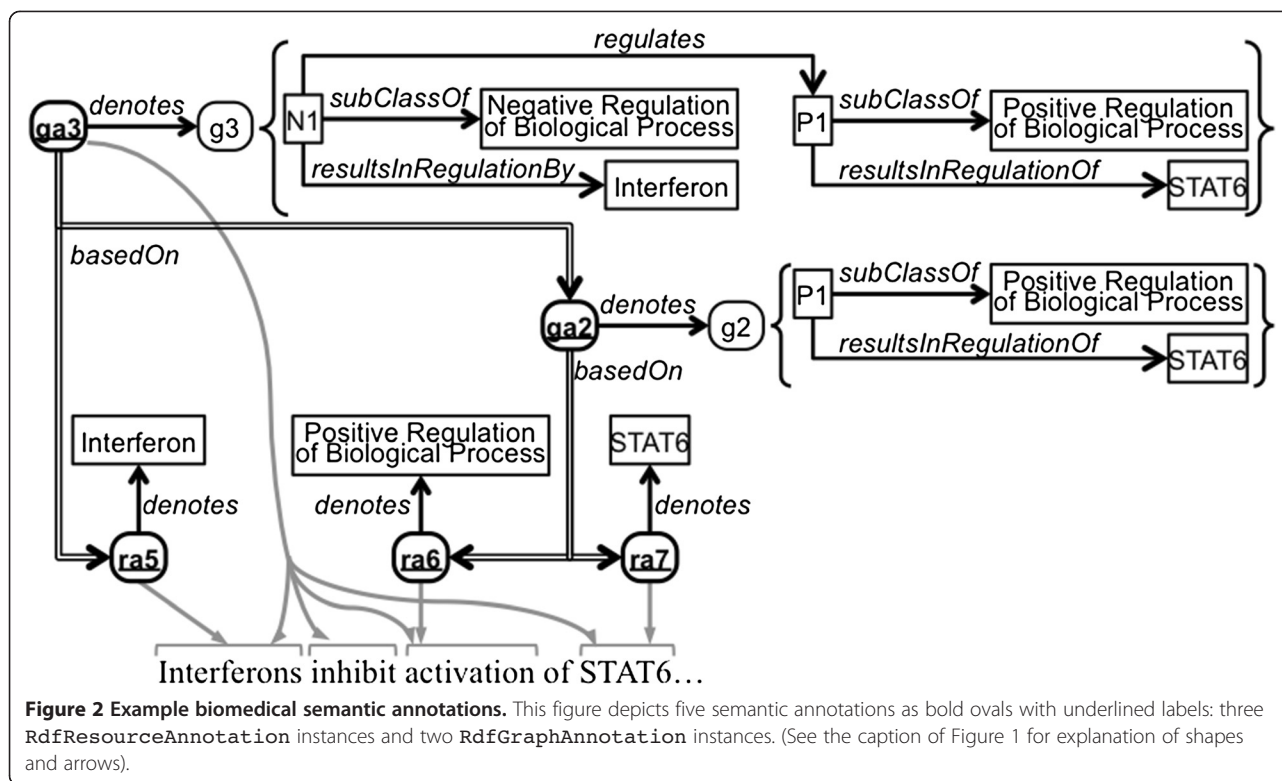 regulates
denotes
subClassOf
Negative Regulation
of Biological Process
subClassOf
Positive Regulation
of Biological Process
ga3
g3
N1
P1
resultsInRegulationBy
Interferon
resultsInRegulationOf
STAT6
basedOn
denotes
subClassOf
Positive Regulation
of Biological Process
P1
ga2
g2
resultsInRegulationOf
STAT6
basedOn
Interferon
Positive Regulation
of Biological Process
STAT6
denotes
denotes
denotes
ra5
ra6
ra7
Interferons inhibit activation of STAT6...
Figure 2 Example biomedical semantic annotations. This figure depicts five semantic annotations as bold ovals with underlined labels: three
RdfResourceAnnotation instances and two RdfGraphAnnotation instances. (See the caption of Figure 1 for explanation of shapes
and arrows).